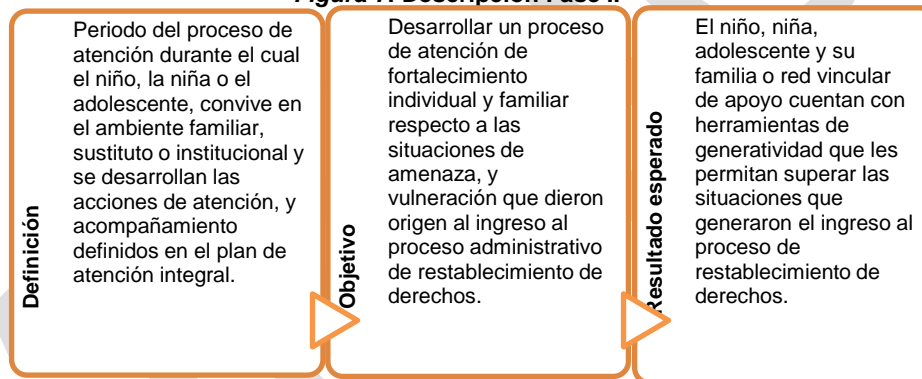 Figura 7. Descripción Fase II
Definición
Periodo del proceso de
atención durante el cual
el niño, la niña o el
adolescente, convive en
el ambiente familiar,
sustituto o institucional y
se desarrollan las
acciones de atención, y
acompañamiento
definidos en el plan de
atención integral.
Objetivo
Desarrollar un proceso
de atención de
fortalecimiento
individual y familiar
respecto a las
situaciones de
amenaza, y
vulneración que dieron
origen al ingreso al
proceso administrativo
de restablecimiento de
derechos.
Resultado esperado
El niño, niña,
adolescente y su
familia o red vincular
de apoyo cuentan con
herramientas de
generatividad que les
permitan superar las
situaciones que
generaron el ingreso al
proceso de
restablecimiento de
derechos.